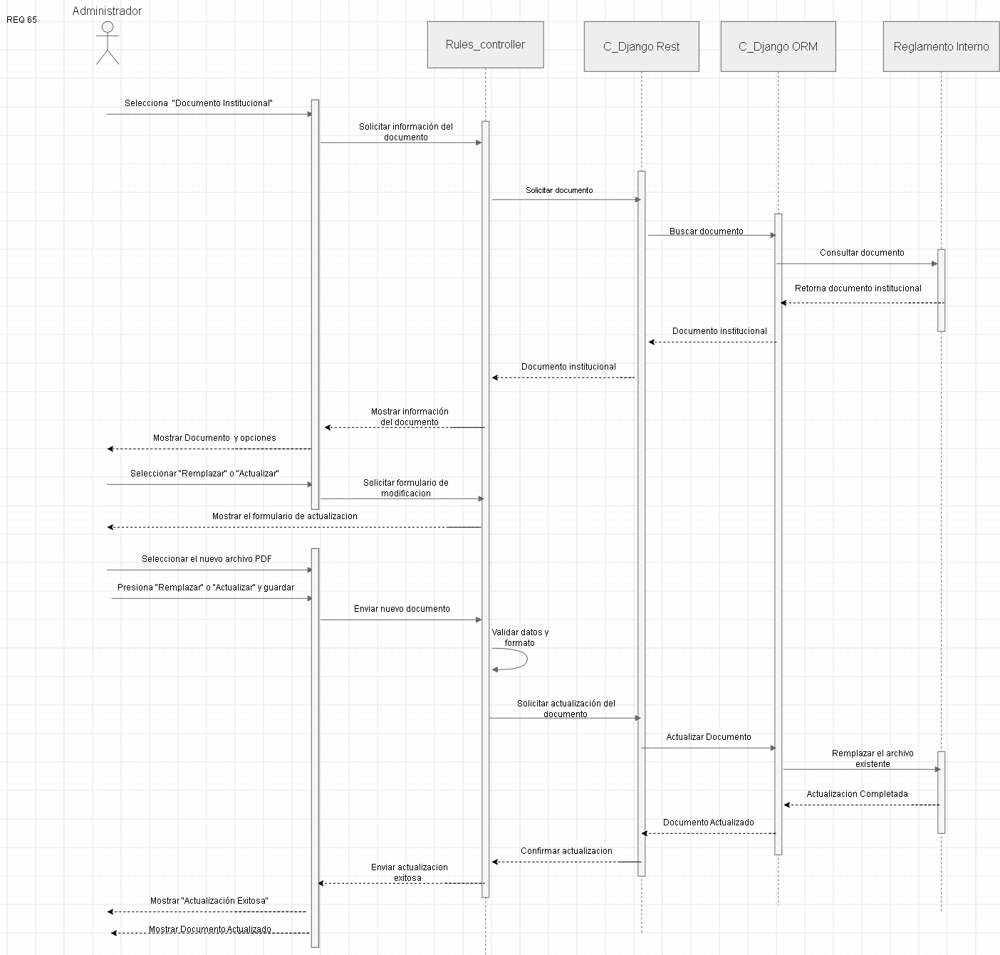 Administrador
REQ 65
Rules_controller
C_Django Rest
C_Django ORM
Reglamento Interno
Selecciona "Documento Institucional"
Solicitar información del
documento
Solicitar documento
Buscar documento
Consultar documento
Retorna documento institucional
Documento institucional
Documento institucional
Mostrar información
del documento
Mostrar Documento y opciones
Seleccionar "Remplazar" o "Actualizar"
Solicitar formulario de
modificacion
Mostrar el formulario de actualizacion
Seleccionar el nuevo archivo PDF
Presiona "Remplazar" o "Actualizar" y guardar
Enviar nuevo documento
Validar datos y
formato
Solicitar actualización del
documento
Actualizar Documento
Remplazar el archivo
existente
Actualizacion Completada
Documento Actualizado
Confirmar actualizacion
Enviar actualizacion
exitosa
Mostrar "Actualización Exitosa"
Mostrar Documento Actualizado